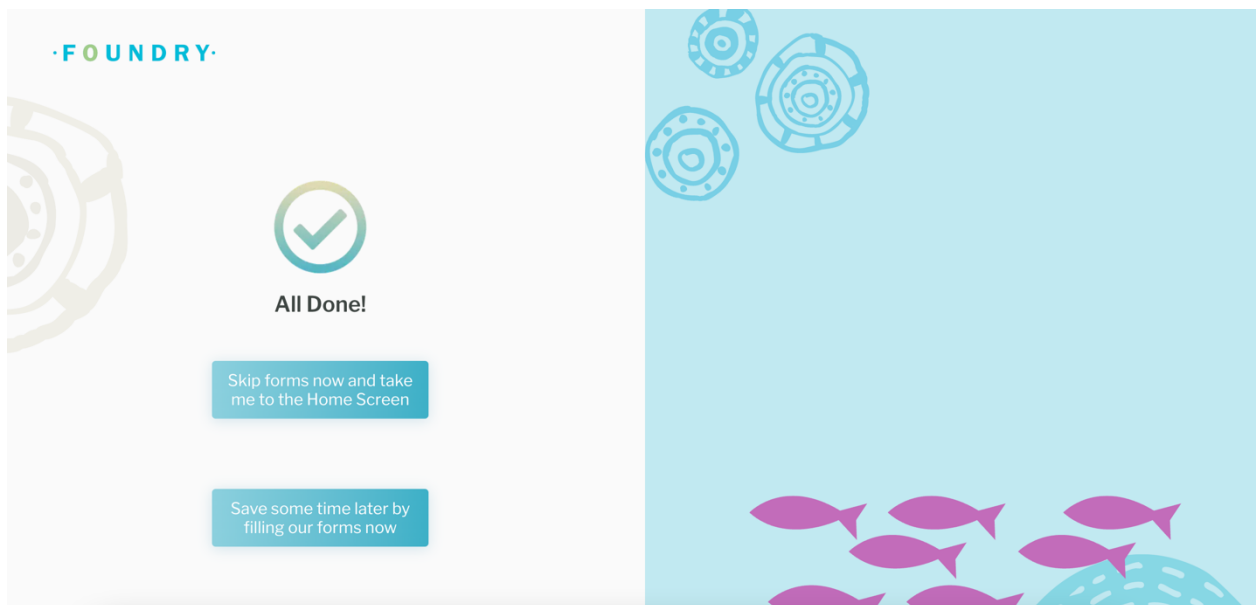 ·FOUNDRY·
All Done!
Skip forms now and take
me to the Home Screen
Save some time later by
filling our forms now